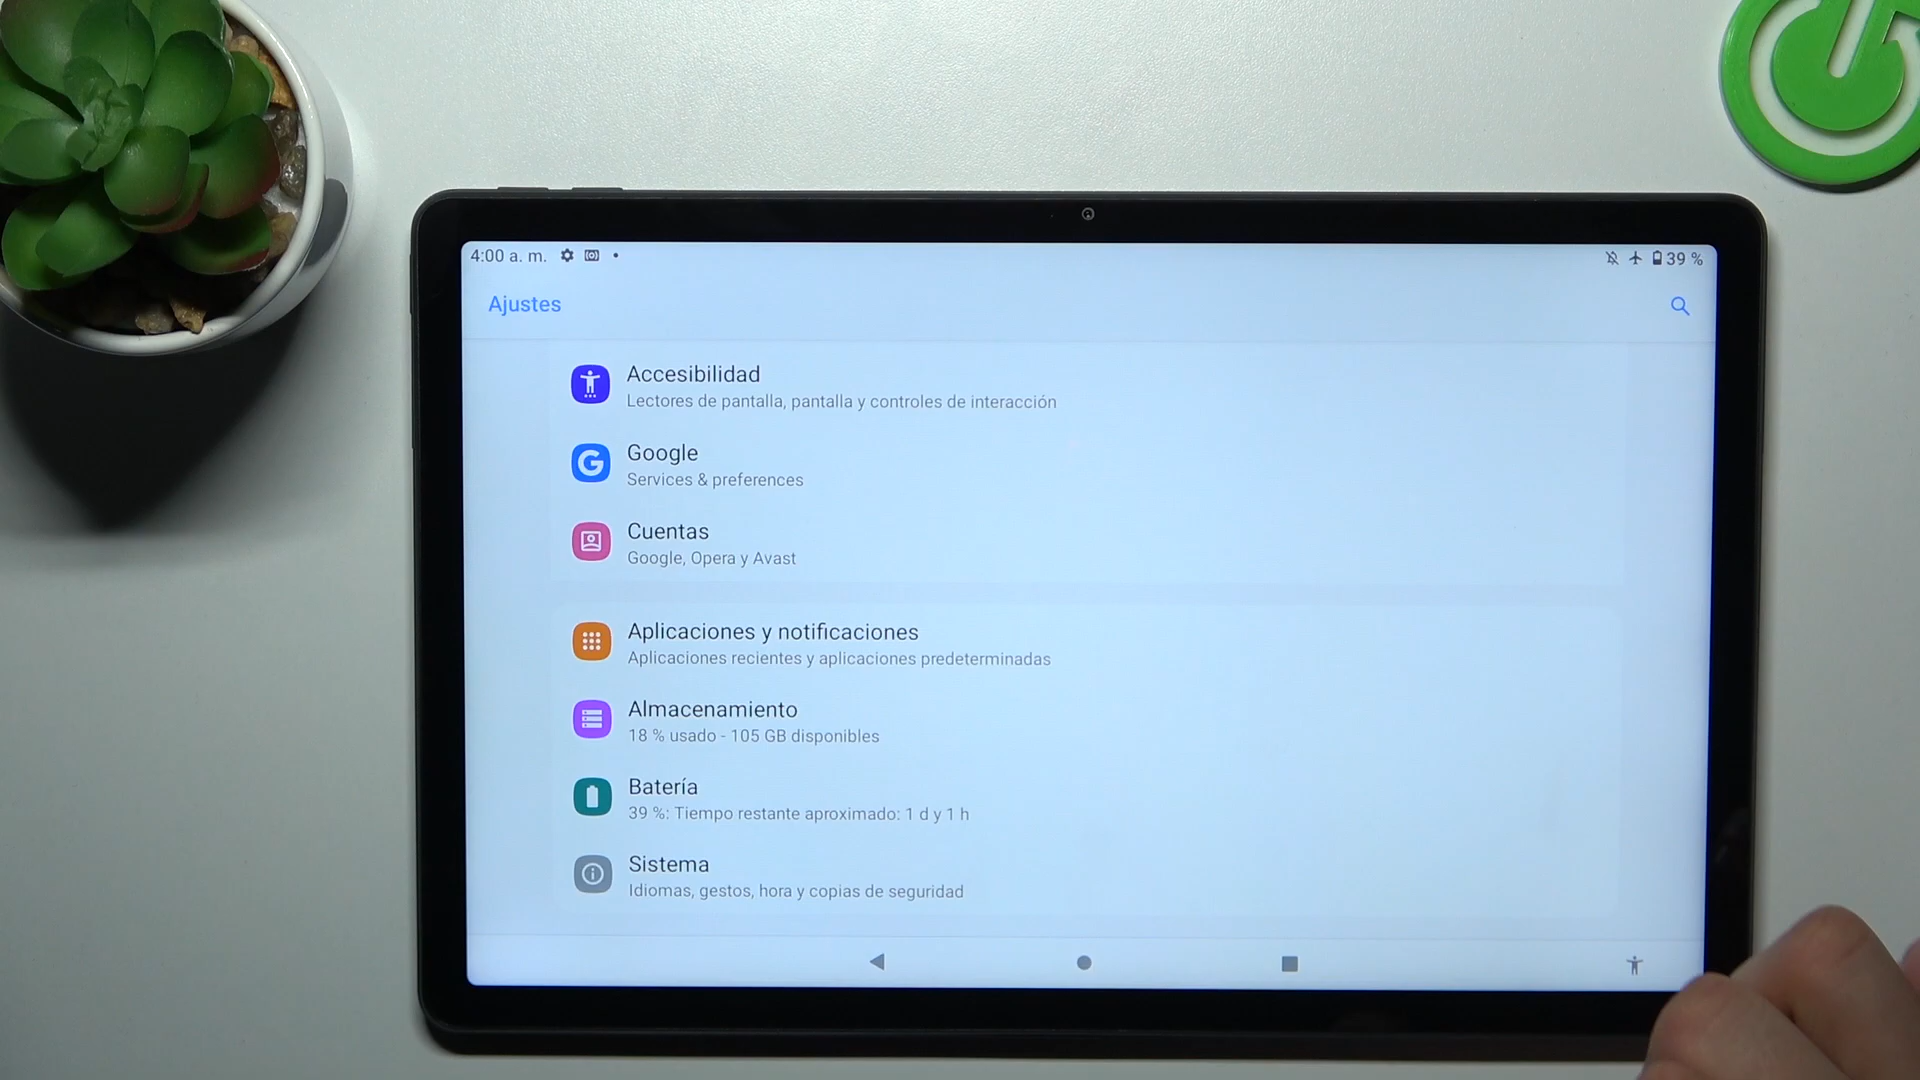 4:00 a. m.
39 %
Ajustes
Accesibilidad
Lectores de pantalla, pantalla y controles de interacción
Google
Services & preferences
Cuentas
Google, Opera y Avast
Aplicaciones y notificaciones
Aplicaciones recientes y aplicaciones predeterminadas
Almacenamiento
18 % usado - 105 GB disponibles
Batería
39 %: Tiempo restante aproximado: 1 d y 1 h
Sistema
Idiomas, gestos, hora y copias de seguridad